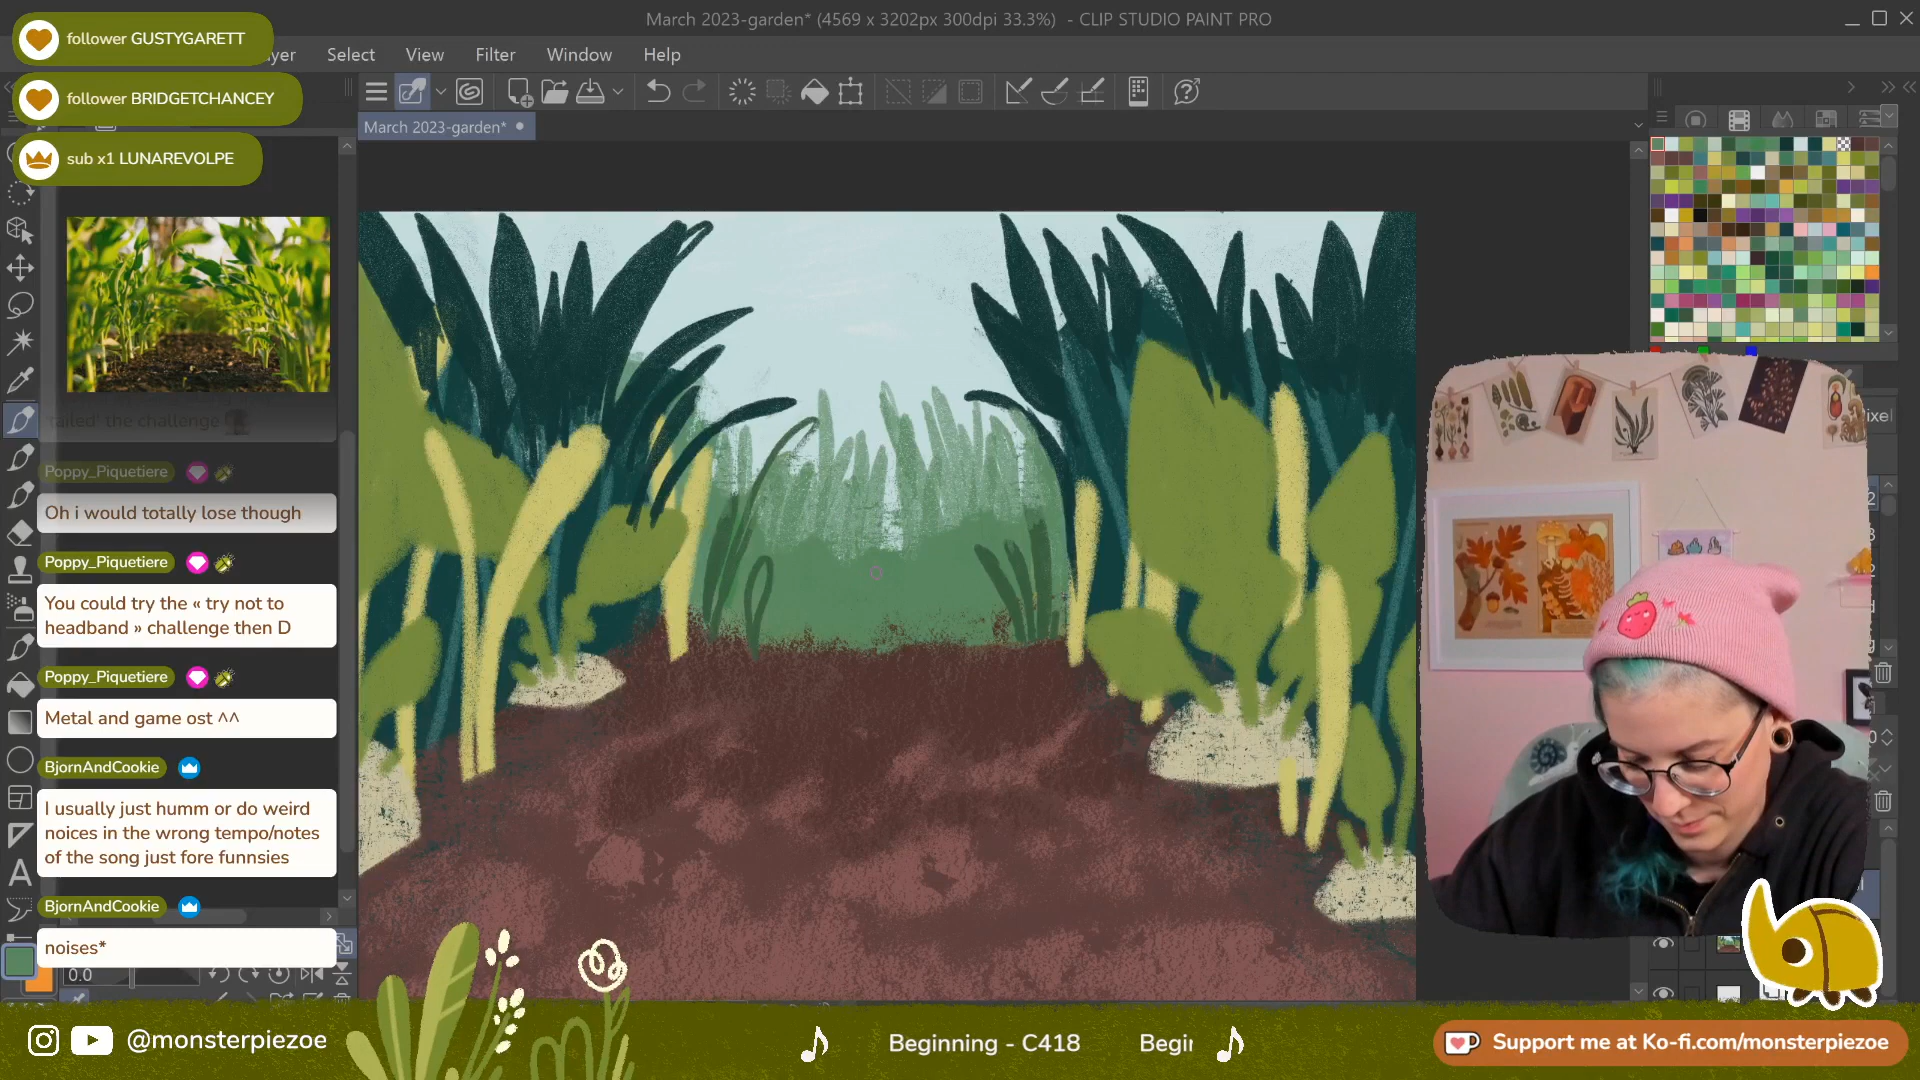 March 2023-garden* (4569 x 3202px 300dpi 33.3%) - CLIP STUDIO PAINT PRO
follower GUSTYGARETT
Select
View
Filter
Window
Help
follower BRIDGETCHANCEY
March 2023-garden*
sub x1 LUNAREVOLPE
the challenge
Poppy_Piquetiere
Oh i would totally lose though
Poppy_Piquetiere
You could try the « try not to
headband » challenge then D
Poppy_Piquetiere
Metal and game ost ^^
BjornAndCookie
I usually just humm or do weird
noices in the wrong tempo/notes
of the song just fore funnsies
BjornAndCookie
noises*
0.0
@monsterpiezoe
Beginning - C418
Begin
Support me at Ko-fi.com/monsterpiezoe